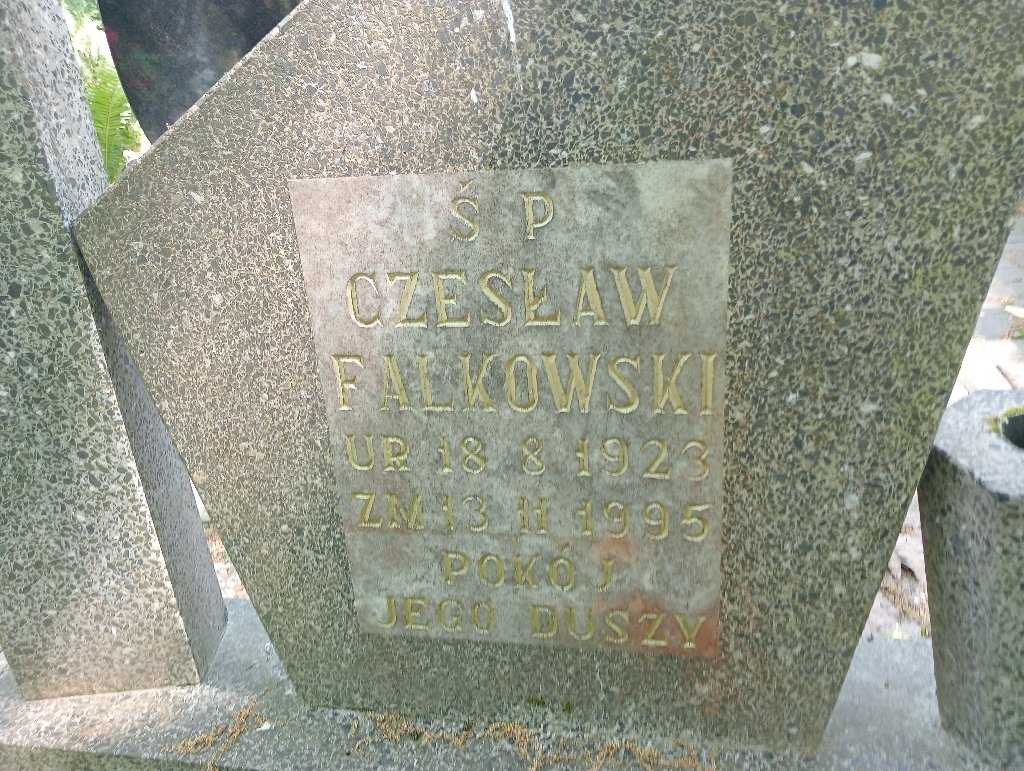 Ś P
CZESŁAW
FALKOWSKI
UR 18 8 1923
ZM 13 11 1995
POKÓJ
JEGO DUSZY